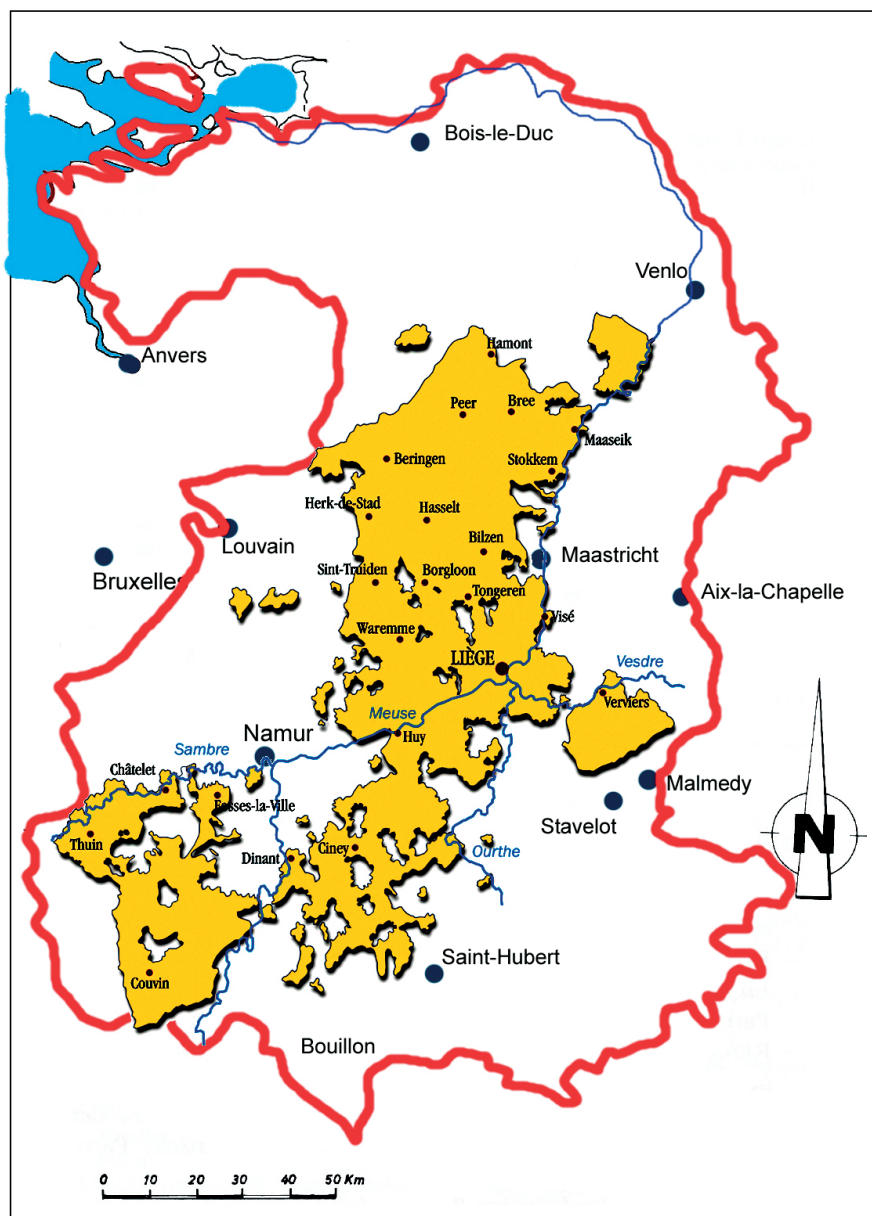 Bois-le-Duc
Venlo
Anvers
Hamont
Peer
Bree
Maaseik
Beringen
Stokkem
Herk-de-Stad
Hasselt
Louvain
Bilzen
Maastricht
Bruxelles
Sint-Truiden
Borgloon
Tongeren
Aix-la-Chapelle
Visé
Waremme
LIÈGE
Vesdre
Verviers
Meuse
Namur
Huy
Sambre
Châtelet
Malmedy
Fosses-la-Ville
Stavelot
Thuin
Ciney
N
Dinant
Ourthe
Saint-Hubert
Couvin
Bouillon
0 10 20 30 40 50 Km